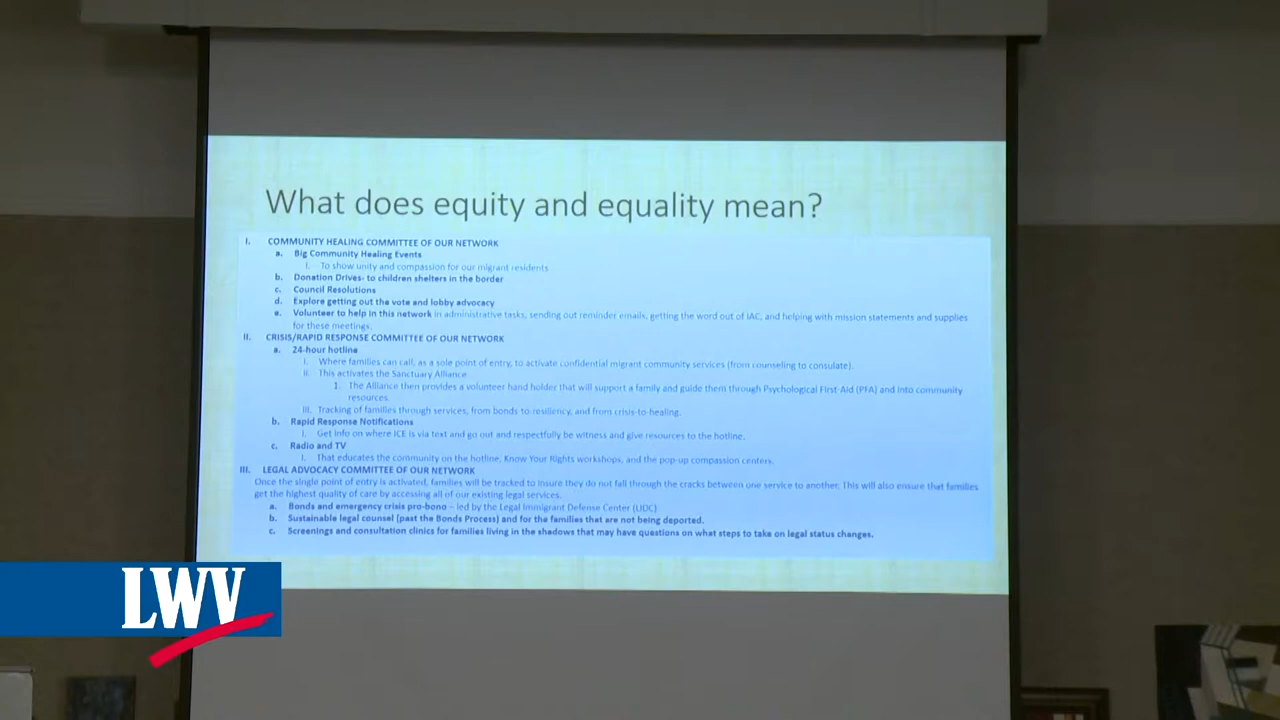 What does equity and equality mean?
I. COMMUNITY HEALING COMMITTEE OF OUR NETWORK
a. Big Community Healing Events
i. To show unity and compassion for our migrant residents
b. Donation Drives- to children shelters in the border
c. Council Resolutions
d. Explore getting out the vote and lobby advocacy
e. Volunteer to help in this network in administrative tasks, sending out reminder emails, getting the word out of IAC, and helping with mission statements and supplies
for these meetings.
II. CRISIS/RAPID RESPONSE COMMITTEE OF OUR NETWORK
a. 24-hour hotline
i. Where families can call, as a sole point of entry, to activate confidential migrant community services (from counseling to consulate).
ii. This activates the Sanctuary Alliance
1. The Alliance then provides a volunteer hand holder that will support a family and guide them through Psychological First Aid (PFA) and into community
resources.
iii. Tracking of families through services, from bonds to resiliency, and from crisis-to-healing.
b. Rapid Response Notifications
i. Get info on where ICE is via text and go out and respectfully be witness and give resources to the hotline.
c. Radio and TV
i. That educates the community on the hotline, Know Your Rights workshops, and the pop-up compassion centers.
III. LEGAL ADVOCACY COMMITTEE OF OUR NETWORK
Once the single point of entry is activated, families will be tracked to insure they do not fall through the cracks between one service to another. This will also ensure that families
get the highest quality of care by accessing all of our existing legal services.
a. Bonds and emergency crisis pro-bono – led by the Legal Immigrant Defense Center (LIDC)
b. Sustainable legal counsel (past the Bonds Process) and for the families that are not being deported.
c. Screenings and consultation clinics for families living in the shadows that may have questions on what steps to take on legal status changes.
LWV